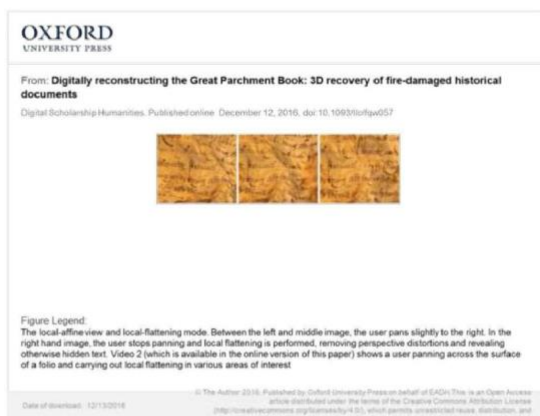 OXFORD
UNIVERSITY PRESS
From: Digitally reconstructing the Great Parchment Book: 3D recovery of fire-damaged historical
documents
Digital Scholarship Humanities. Published online December 12, 2016. doi:10.1093/llc/fqw057
Figure Legend:
The local-affine view and local-flattening mode. Between the left and middle image, the user pans slightly to the right. In the
right hand image, the user stops panning and local flattening is performed, removing perspective distortions and revealing
otherwise hidden text. Video 2 (which is available in the online version of this paper) shows a user panning across the surface
of a folio and carrying out local flattening in various areas of interest
© The Author 2016. Published by Oxford University Press on behalf of EADH.This is an Open Access
article distributed under the terms of the Creative Commons Attribution License
Date of download: 12/13/2016
(http://creativecommons.org/licenses/by/4.0/), which permits unrestricted reuse, distribution, and